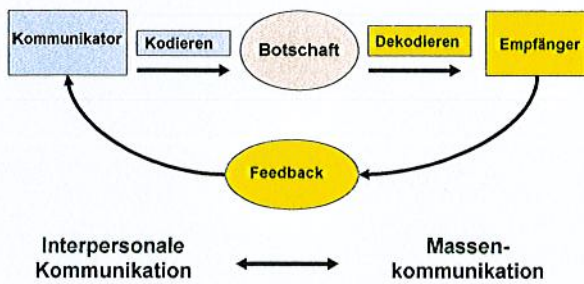 Kommunikator
Kodieren
Botschaft
Dekodieren
Empfänger
Feedback
Interpersonale
Kommunikation
Massen-
kommunikation